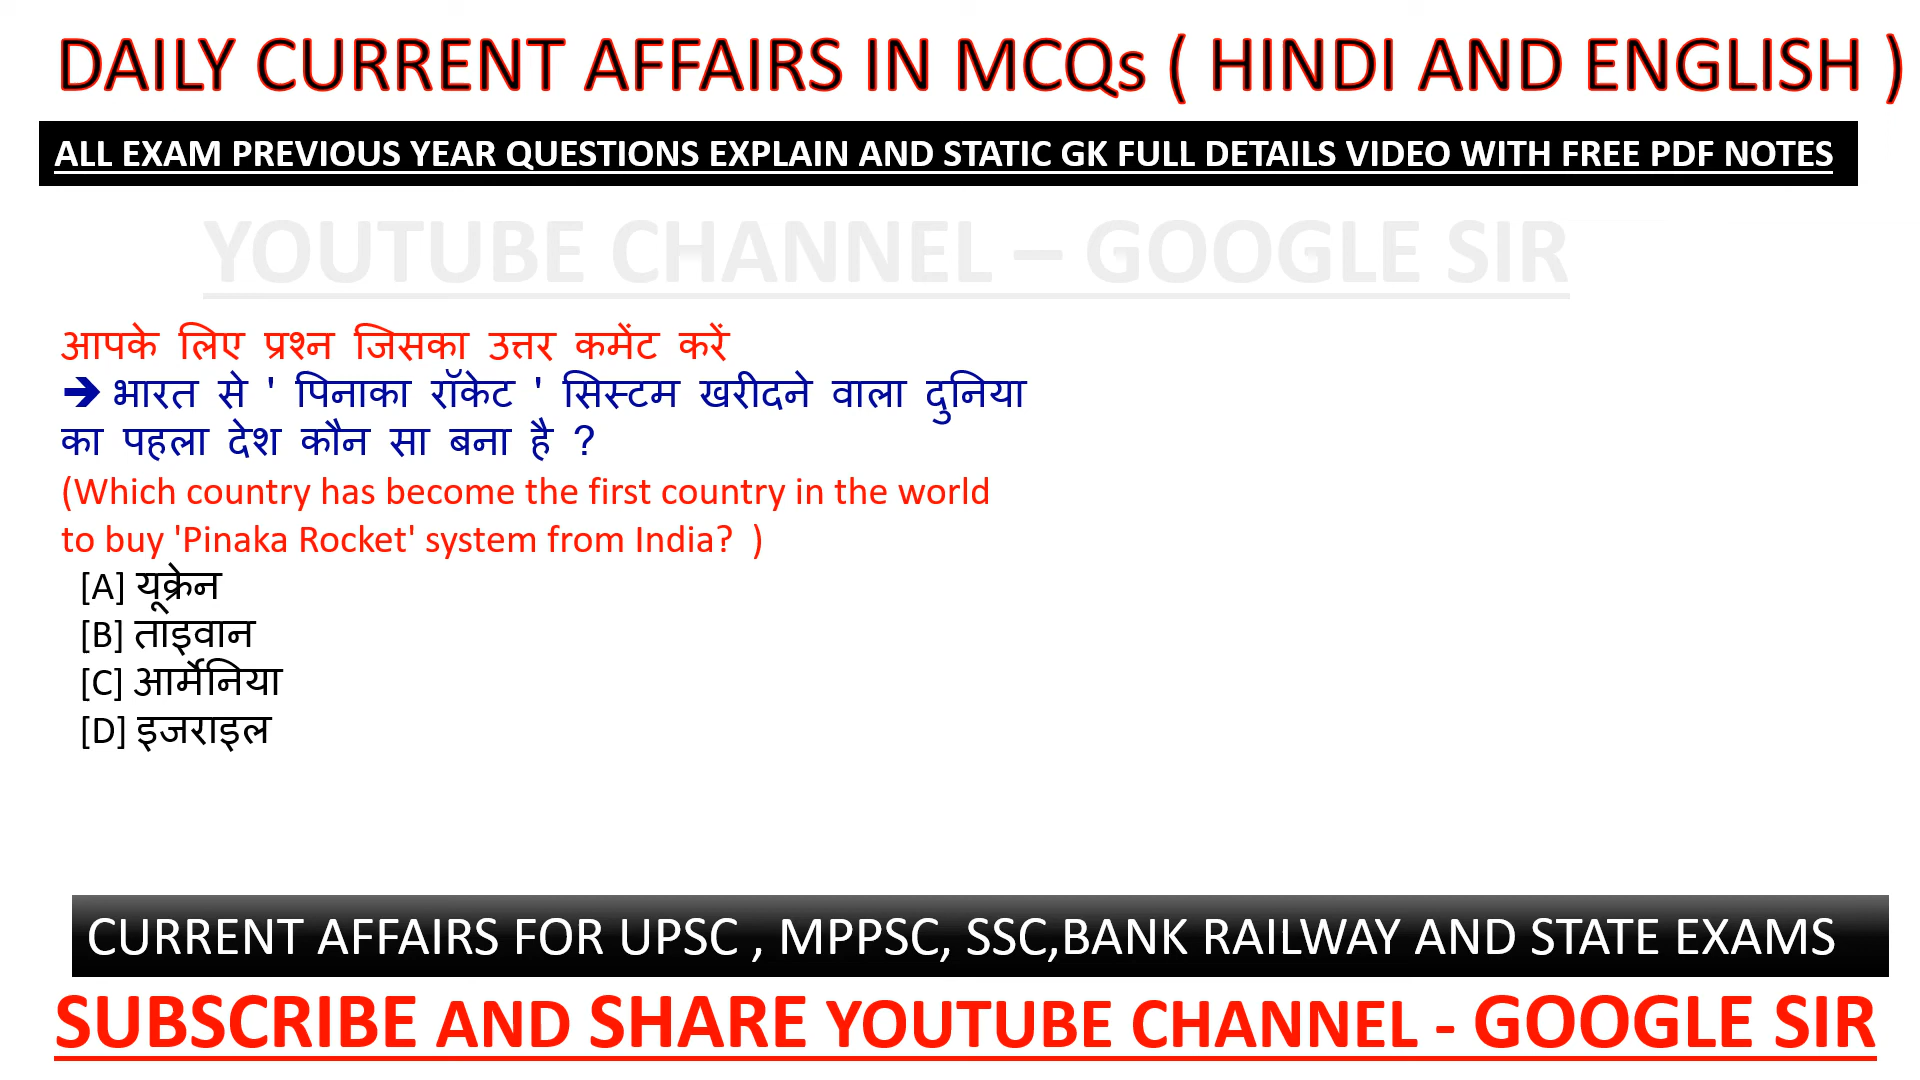 DAILY CURRENT AFFAIRS IN MCQs ( HINDI AND ENGLISH )
ALL EXAM PREVIOUS YEAR QUESTIONS EXPLAIN AND STATIC GK FULL DETAILS VIDEO WITH FREE PDF NOTES
YOUTUBE CHANNEL – GOOGLE SIR
आपके लिए प्रश्न जिसका उत्तर कमेंट करें
➔ भारत से ' पिनाका रॉकेट ' सिस्टम खरीदने वाला दुनिया
का पहला देश कौन सा बना है ?
(Which country has become the first country in the world
to buy 'Pinaka Rocket' system from India? )
[A] यूक्रेन
[B] ताइवान
[C] आर्मेनिया
[D] इजराइल
CURRENT AFFAIRS FOR UPSC , MPPSC, SSC,BANK RAILWAY AND STATE EXAMS
SUBSCRIBE AND SHARE YOUTUBE CHANNEL - GOOGLE SIR